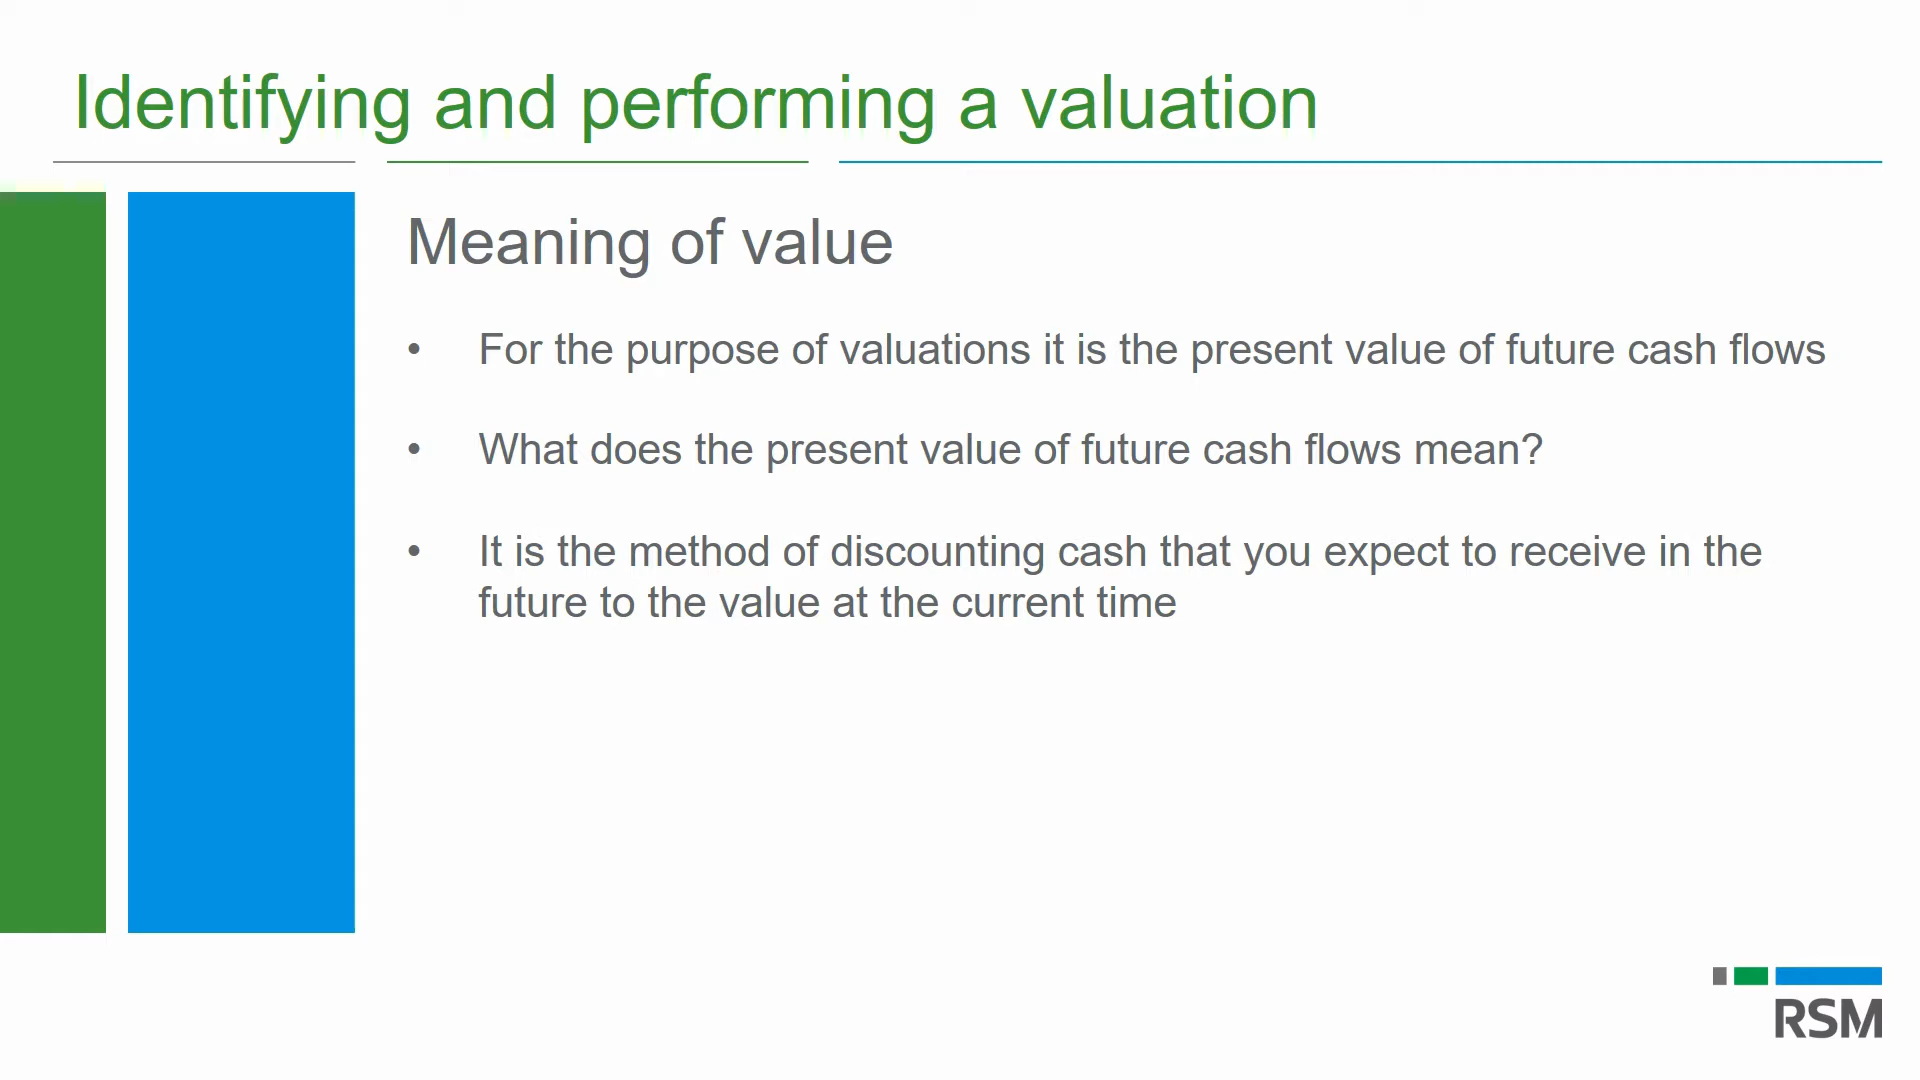 Identifying and performing a valuation
Meaning of value
• For the purpose of valuations it is the present value of future cash flows
• What does the present value of future cash flows mean?
• It is the method of discounting cash that you expect to receive in the
future to the value at the current time
RSM